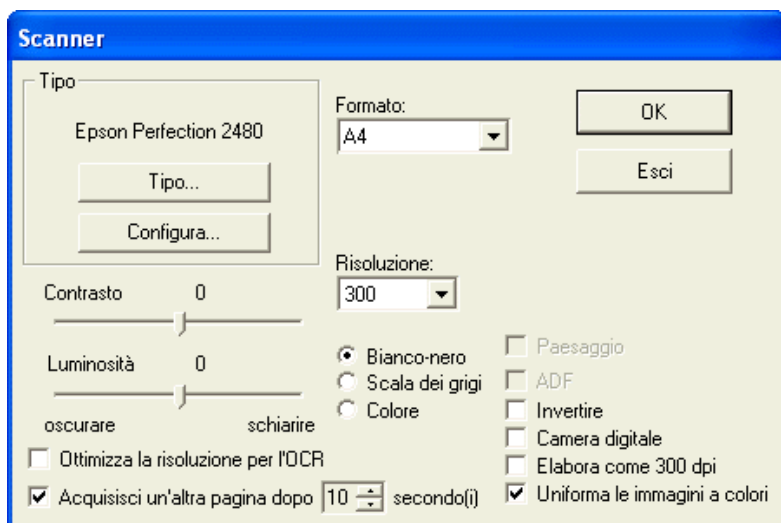 Scanner
Tipo
Epson Perfection 2480
Tipo...
Configura...
Formato:
A4
OK
Esci
Risoluzione:
300
Contrasto 0
Luminosità 0
oscurare schiarire
Bianco-nero
Scala dei grigi
Colore
Paesaggio
ADF
Invertire
Camera digitale
Elabora come 300 dpi
Uniforma le immagini a colori
Ottimizza la risoluzione per l'OCR
Acquisisci un'altra pagina dopo 10 secondo(i)